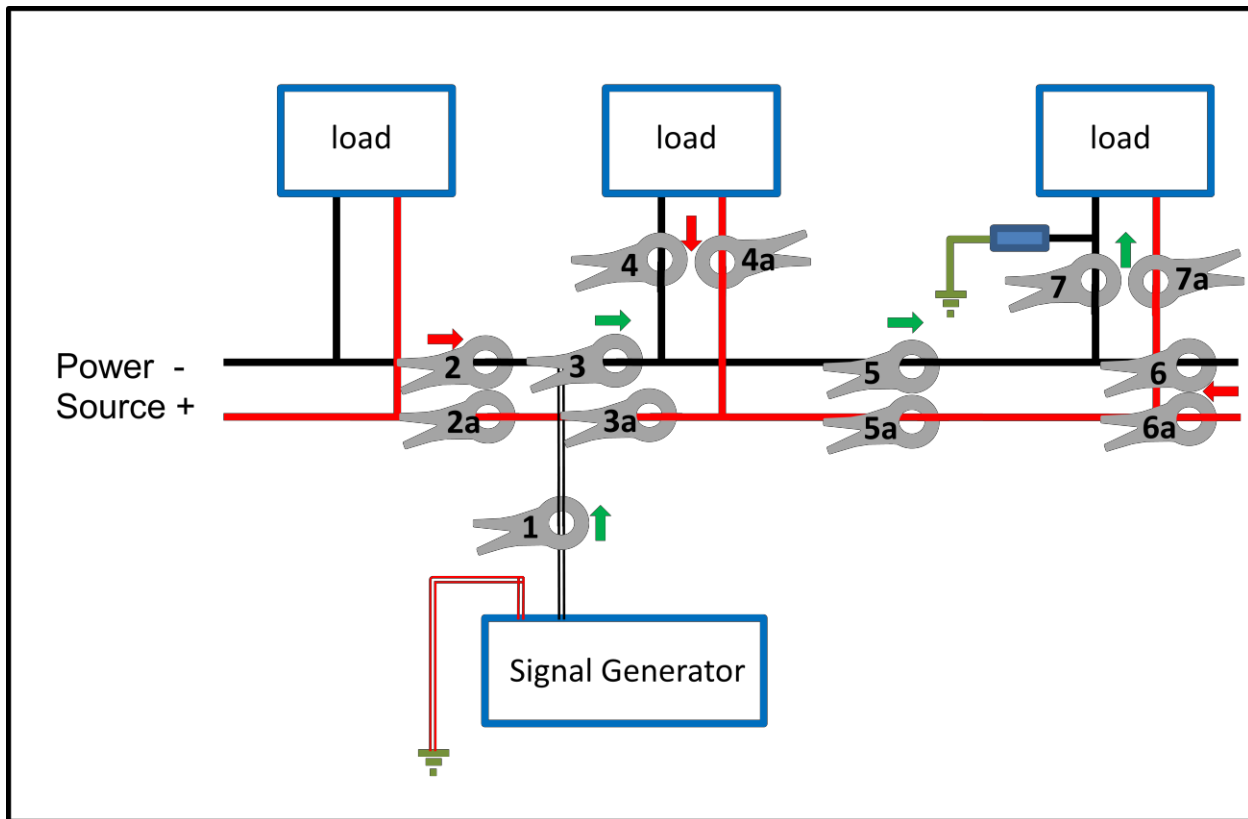 load
load
load
4
4a
7
7a
Power -
Source +
2
3
5
6
2a
3a
5a
6a
1
Signal Generator